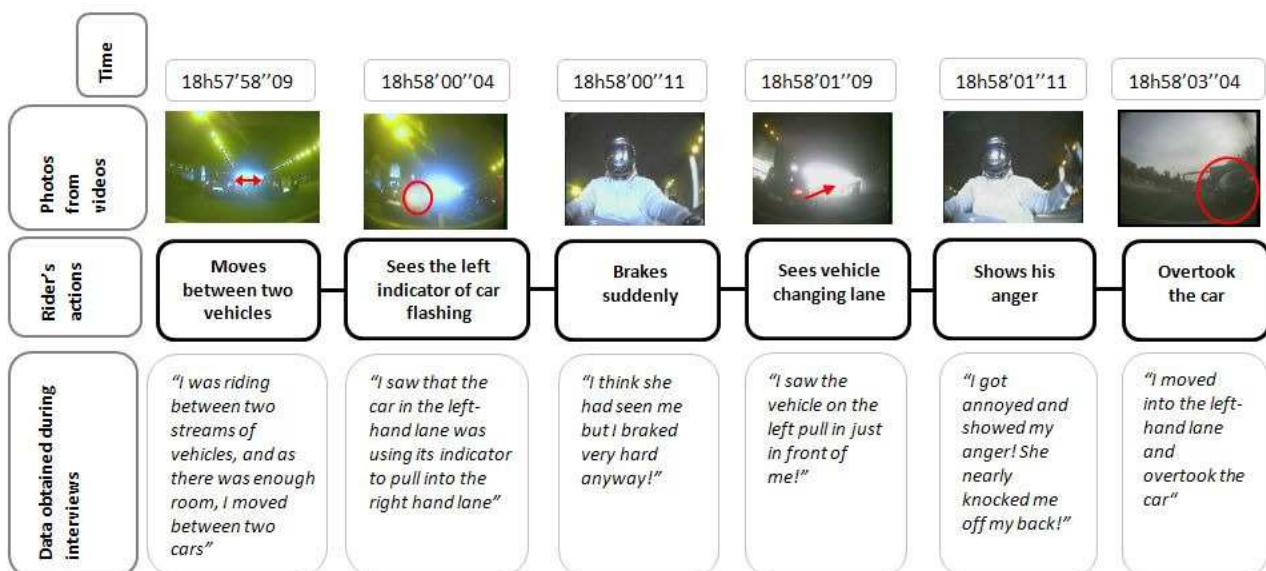 Time
18h57’58’’09
18h58’00’’04
18h58’00’’11
18h58’01’’09
18h58’01’’11
18h58’03’’04
Photos
from
videos
Rider’s
actions
Moves
between two
vehicles
Sees the left
indicator of car
flashing
Brakes
suddenly
Sees vehicle
changing lane
Shows his
anger
Overtook
the car
Data obtained during
interviews
“I was riding
between two
streams of
vehicles, and as
there was enough
room, I moved
between two
cars”
“I saw that the
car in the left-
hand lane was
using its indicator
to pull into the
right hand lane”
“I think she
had seen me
but I braked
very hard
anyway!”
“I saw the
vehicle on the
left pull in just
in front of
me!”
“I got
annoyed and
showed my
anger! She
nearly
knocked me
off my back!”
“I moved
into the left-
hand lane
and
overtook the
car“